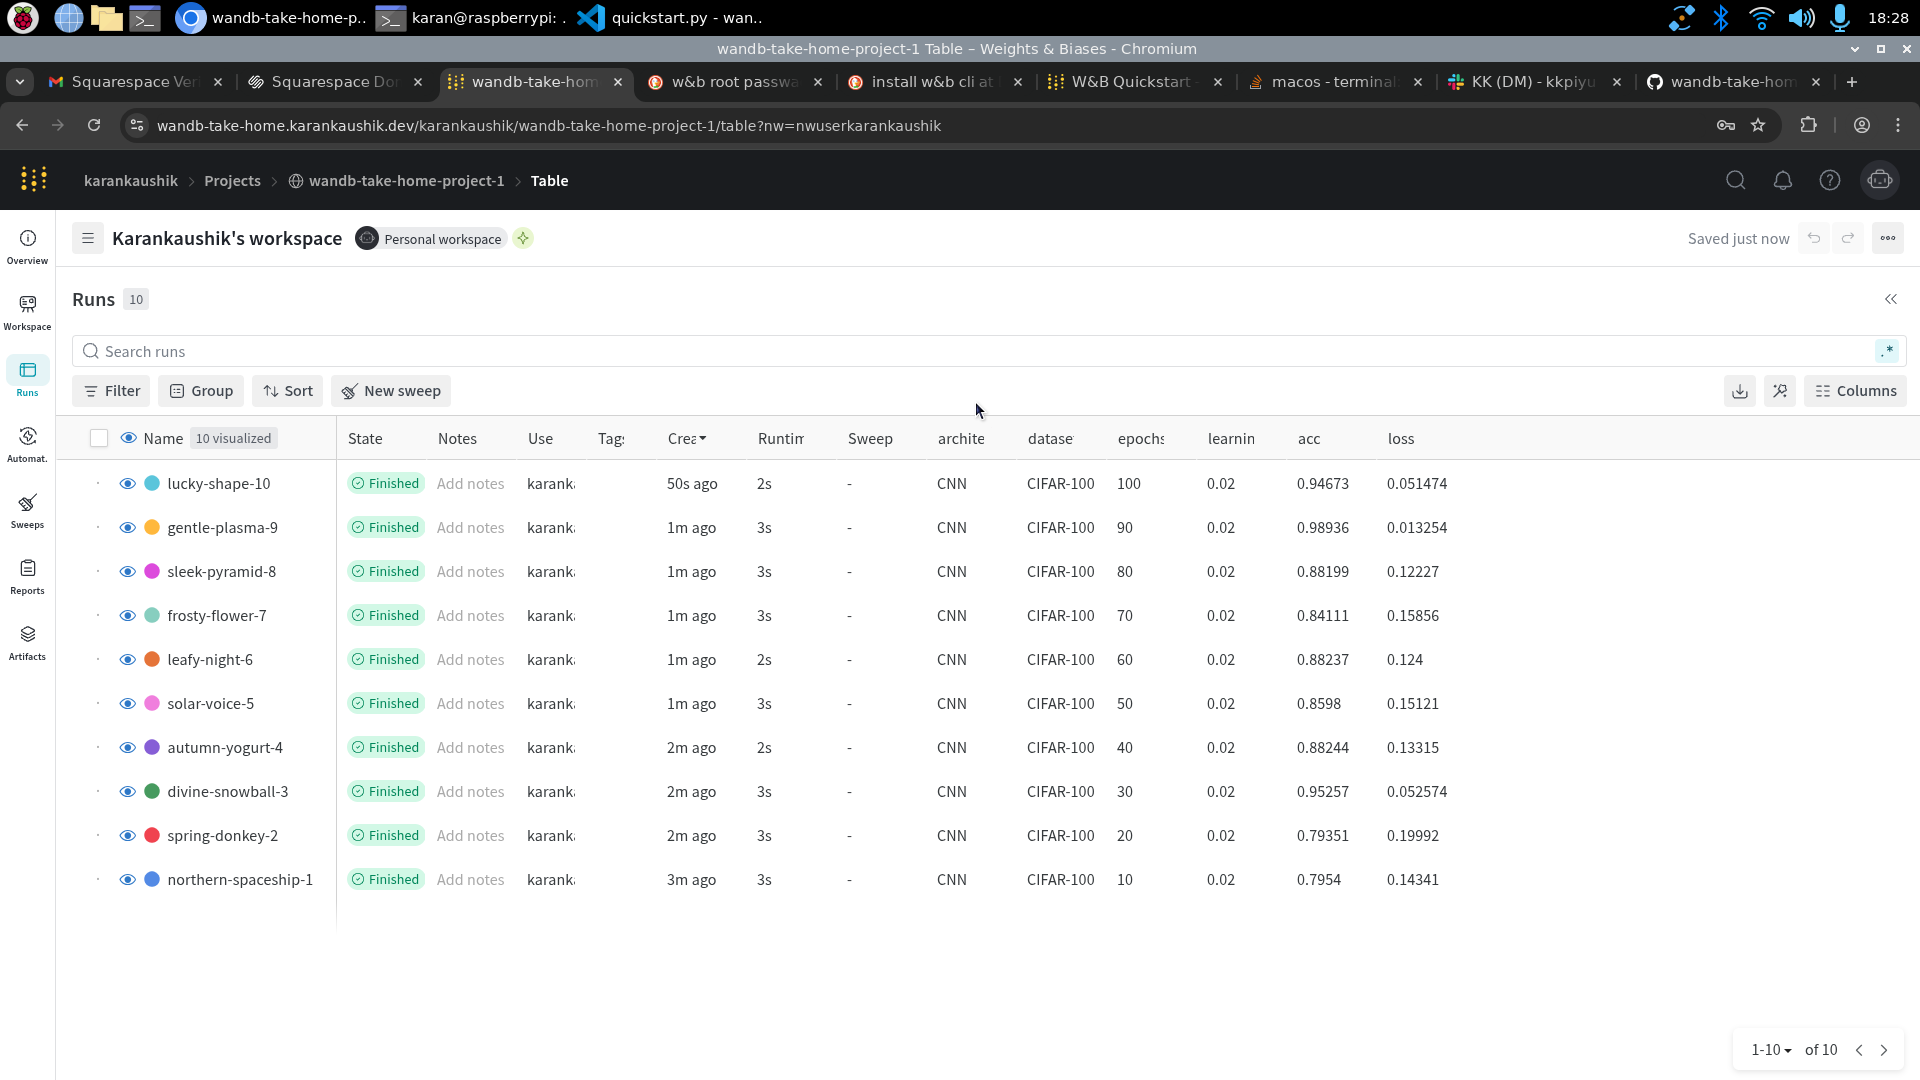 wandb-take-home-p.. karan@raspberrypi: . quickstart.py - wan.. 18:28
wandb-take-home-project-1 Table – Weights & Biases - Chromium
Squarespace Ver Squarespace Do wandb-take-hom w&b root passwa install w&b cli at W&B Quickstart - macos - terminal KK (DM) - kkpiyu wandb-take-hom
wandb-take-home.karankaushik.dev/karankaushik/wandb-take-home-project-1/table?nw=nwuserkarankaushik
karankaushik > Projects > wandb-take-home-project-1 > Table
Karankaushik's workspace Personal workspace Saved just now
Overview
Workspace
Runs
Automat.
Sweeps
Reports
Artifacts
Runs 10
Search runs .*
Filter Group Sort New sweep Columns
Name 10 visualized State Notes Use Tags Crea Runtim Sweep archite datase epochs learnin acc loss
lucky-shape-10 Finished Add notes karanka 50s ago 2s - CNN CIFAR-100 100 0.02 0.94673 0.051474
gentle-plasma-9 Finished Add notes karanka 1m ago 3s - CNN CIFAR-100 90 0.02 0.98936 0.013254
sleek-pyramid-8 Finished Add notes karanka 1m ago 3s - CNN CIFAR-100 80 0.02 0.88199 0.12227
frosty-flower-7 Finished Add notes karanka 1m ago 3s - CNN CIFAR-100 70 0.02 0.84111 0.15856
leafy-night-6 Finished Add notes karanka 1m ago 2s - CNN CIFAR-100 60 0.02 0.88237 0.124
solar-voice-5 Finished Add notes karanka 1m ago 3s - CNN CIFAR-100 50 0.02 0.8598 0.15121
autumn-yogurt-4 Finished Add notes karanka 2m ago 2s - CNN CIFAR-100 40 0.02 0.88244 0.13315
divine-snowball-3 Finished Add notes karanka 2m ago 3s - CNN CIFAR-100 30 0.02 0.95257 0.052574
spring-donkey-2 Finished Add notes karanka 2m ago 3s - CNN CIFAR-100 20 0.02 0.79351 0.19992
northern-spaceship-1 Finished Add notes karanka 3m ago 3s - CNN CIFAR-100 10 0.02 0.7954 0.14341
1-10 of 10